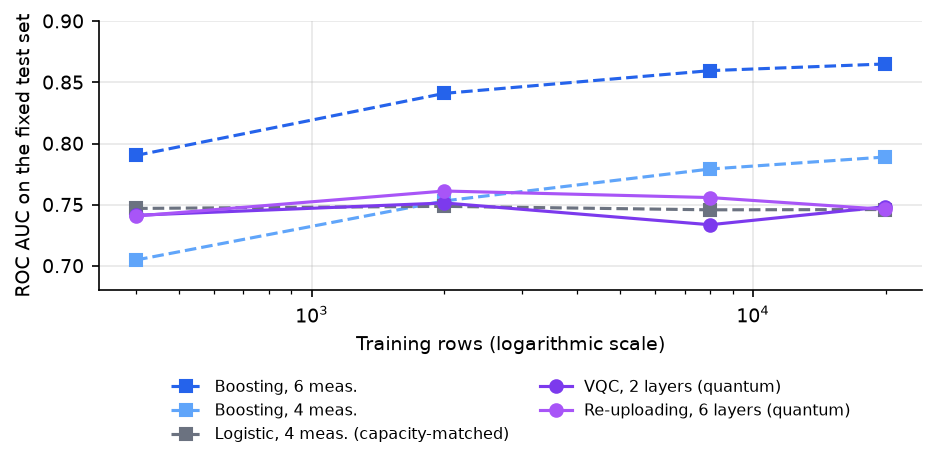 ROC AUC on the fixed test set
0.90
0.85
0.80
0.75
0.70
10³
10⁴
Training rows (logarithmic scale)
Boosting, 6 meas.
Boosting, 4 meas.
Logistic, 4 meas. (capacity-matched)
VQC, 2 layers (quantum)
Re-uploading, 6 layers (quantum)